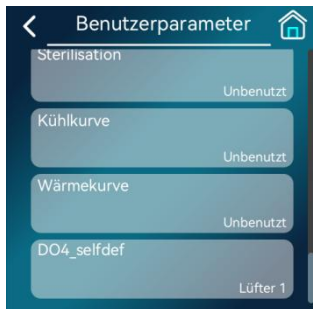 Benutzerparameter
Sterilisation
Unbenutzt
Kühlkurve
Unbenutzt
Wärmekurve
Unbenutzt
DO4_selfdef
Lüfter 1